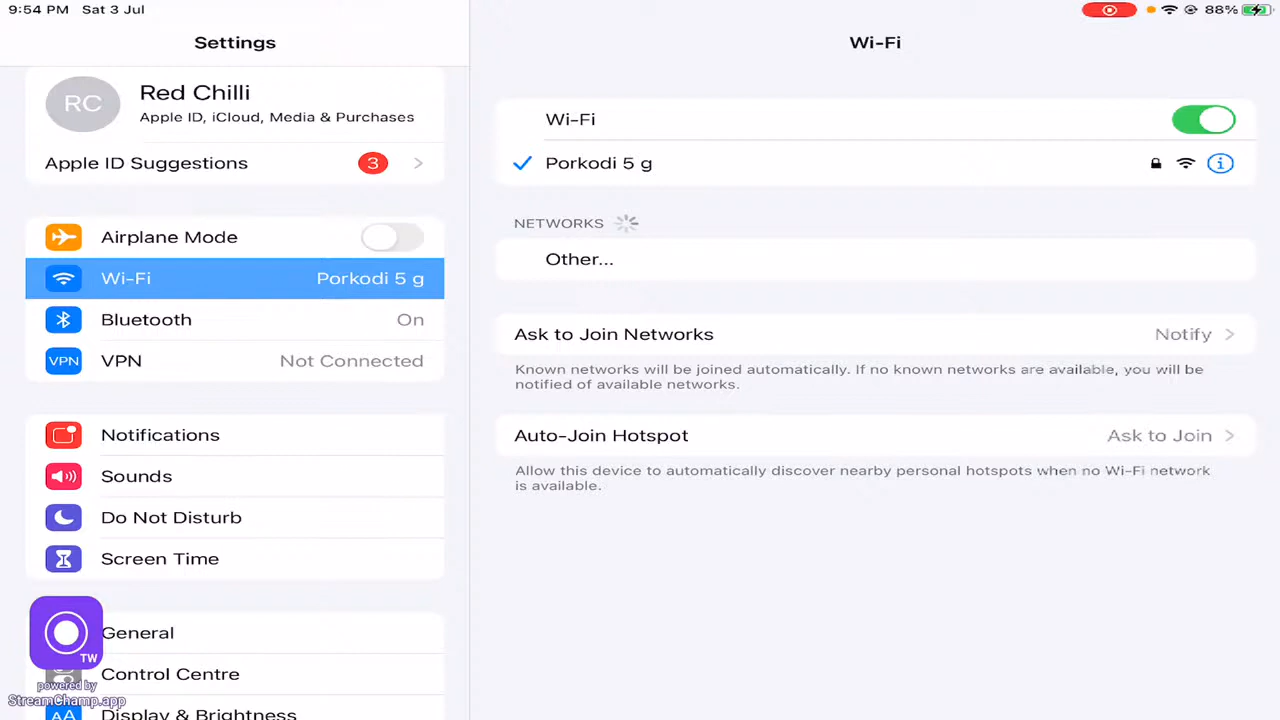 9:54 PM Sat 3 Jul
88%
Settings
Wi-Fi
RC
Red Chilli
Apple ID, iCloud, Media & Purchases
Apple ID Suggestions 3
Airplane Mode
Wi-Fi Porkodi 5 g
Bluetooth On
VPN VPN Not Connected
Notifications
Sounds
Do Not Disturb
Screen Time
General
Control Centre
AA Display & Brightness
TW
powered by
StreamChamp.app
Wi-Fi
Porkodi 5 g
NETWORKS
Other...
Ask to Join Networks Notify
Known networks will be joined automatically. If no known networks are available, you will be
notified of available networks.
Auto-Join Hotspot Ask to Join
Allow this device to automatically discover nearby personal hotspots when no Wi-Fi network
is available.